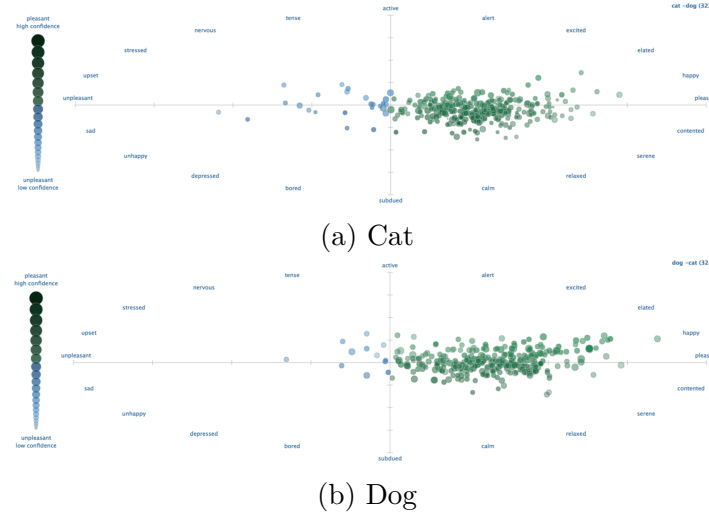 pleasant
high confidence
unpleasant
low confidence
active
cat –dog (32
tense
alert
nervous
excited
stressed
elated
upset
happy
unpleasant
pleas
sad
contented
unhappy
serene
depressed
relaxed
bored
calm
subdued
(a) Cat
pleasant
high confidence
unpleasant
low confidence
active
dog –cat (32
tense
alert
nervous
excited
stressed
elated
upset
happy
unpleasant
pleas
sad
contented
unhappy
serene
depressed
relaxed
bored
calm
subdued
(b) Dog